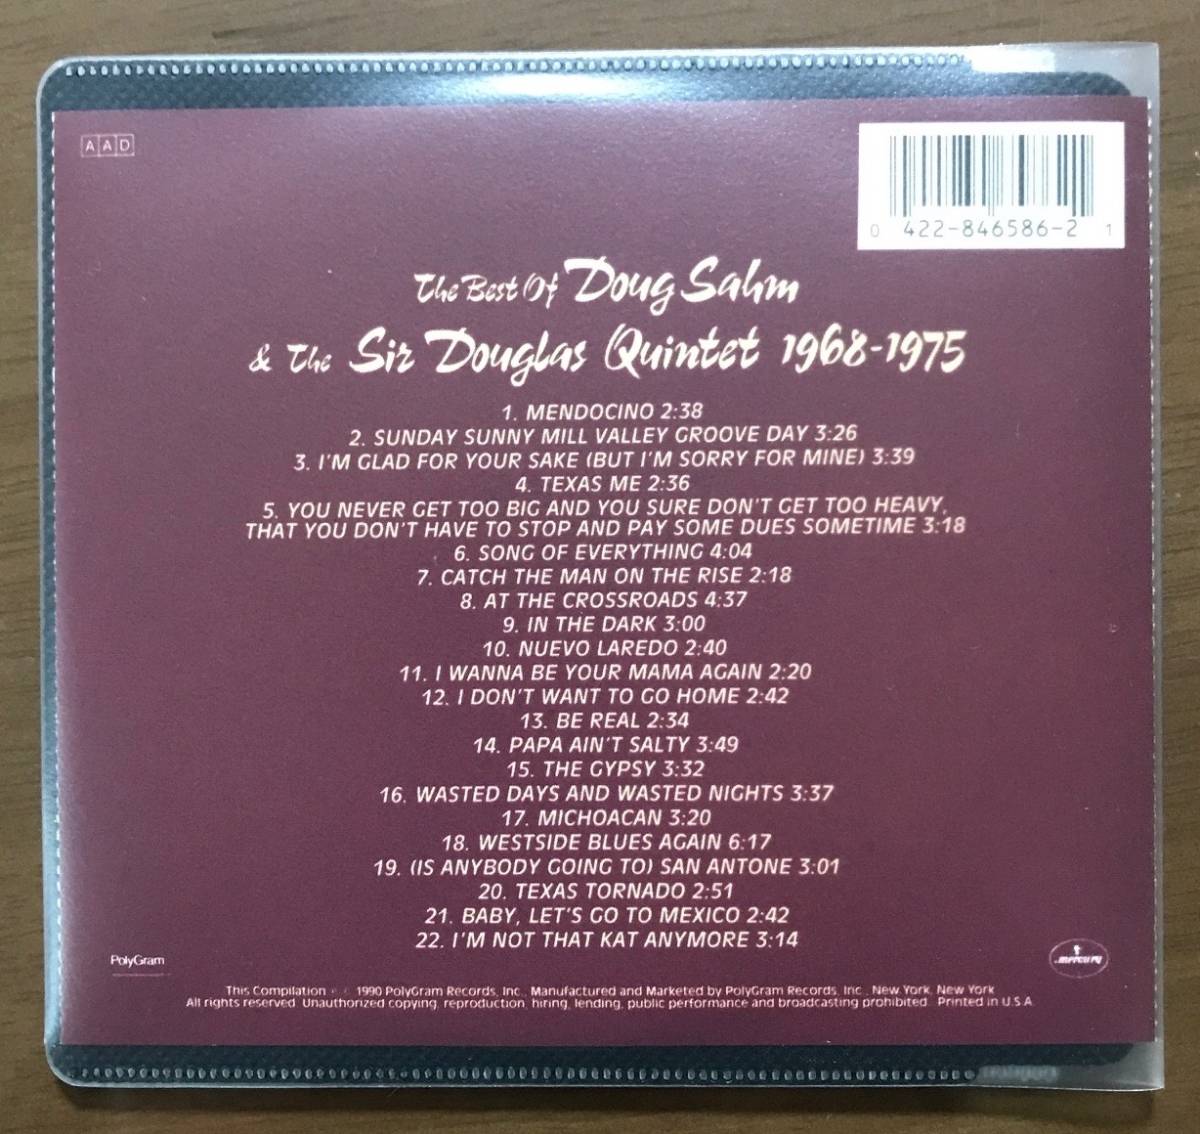 AAD
0 422-846586-2 1
The Best Of Doug Sahm
& The Sir Douglas Quintet 1968-1975
1. MENDOCINO 2:38
2. SUNDAY SUNNY MILL VALLEY GROOVE DAY 3:26
3. I'M GLAD FOR YOUR SAKE (BUT I'M SORRY FOR MINE) 3:39
4. TEXAS ME 2:36
5. YOU NEVER GET TOO BIG AND YOU SURE DON'T GET TOO HEAVY,
THAT YOU DON'T HAVE TO STOP AND PAY SOME DUES SOMETIME 3:18
6. SONG OF EVERYTHING 4:04
7. CATCH THE MAN ON THE RISE 2:18
8. AT THE CROSSROADS 4:37
9. IN THE DARK 3:00
10. NUEVO LAREDO 2:40
11. I WANNA BE YOUR MAMA AGAIN 2:20
12. I DON'T WANT TO GO HOME 2:42
13. BE REAL 2:34
14. PAPA AIN'T SALTY 3:49
15. THE GYPSY 3:32
16. WASTED DAYS AND WASTED NIGHTS 3:37
17. MICHOACAN 3:20
18. WESTSIDE BLUES AGAIN 6:17
19. (IS ANYBODY GOING TO) SAN ANTONE 3:01
20. TEXAS TORNADO 2:51
21. BABY, LET'S GO TO MEXICO 2:42
22. I'M NOT THAT KAT ANYMORE 3:14
PolyGram
mercury
This Compilation 1990 PolyGram Records, Inc., Manufactured and Marketed by PolyGram Records, Inc., New York, New York
All rights reserved. Unauthorized copying, reproduction, hiring, lending, public performance and broadcasting prohibited. Printed in U.S.A.